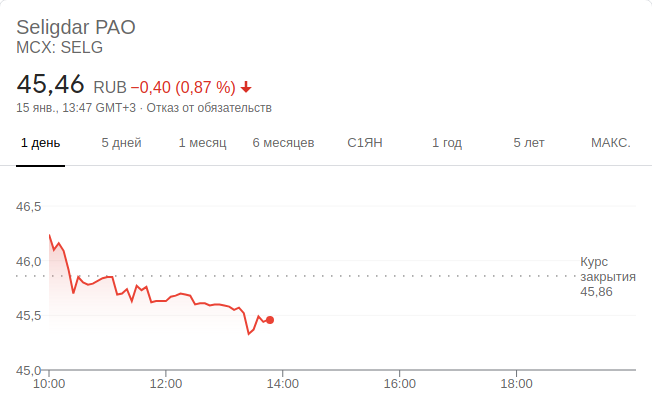 Seligdar PAO
MCX: SELG
45,46 RUB −0,40 (0,87 %)
15 янв., 13:47 GMT+3 · Отказ от обязательств
1 день 5 дней 1 месяц 6 месяцев С1ЯН 1 год 5 лет МАКС.
46,5
46,0
Курс
закрытия
45,86
45,5
45,0
10:00 12:00 14:00 16:00 18:00